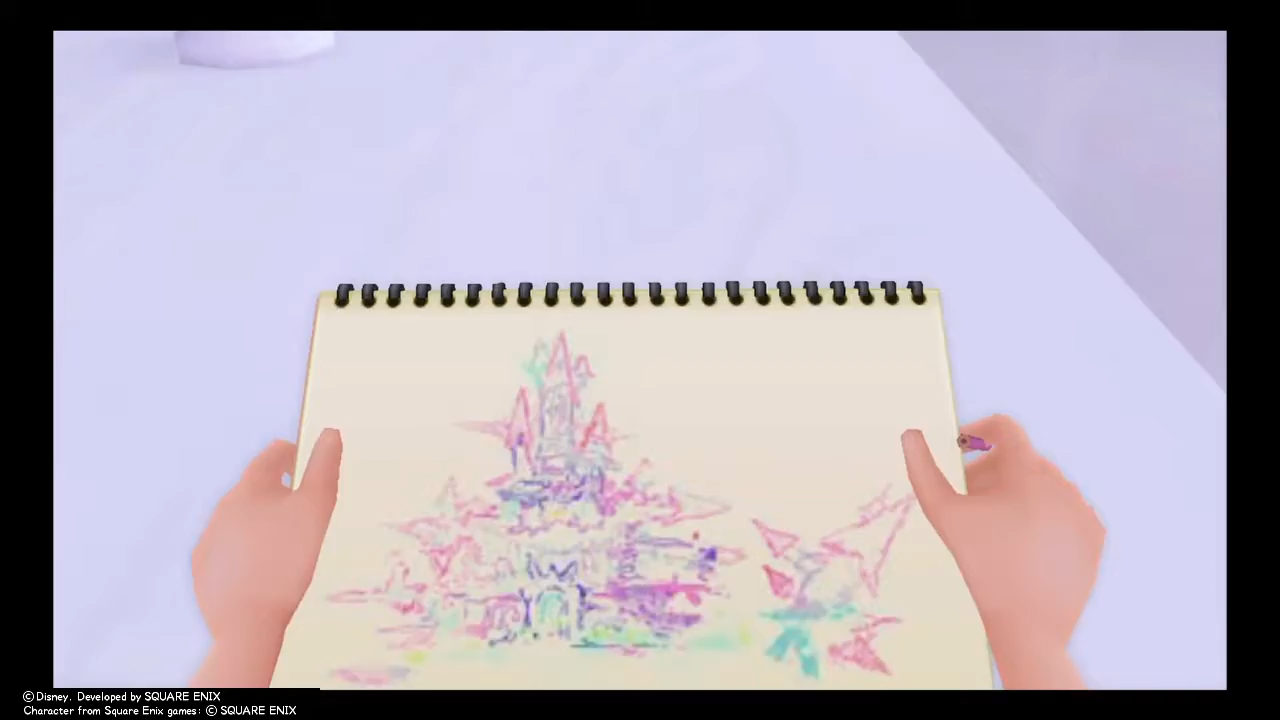 ©Disney. Developed by SQUARE ENIX
Character from Square Enix games: © SQUARE ENIX